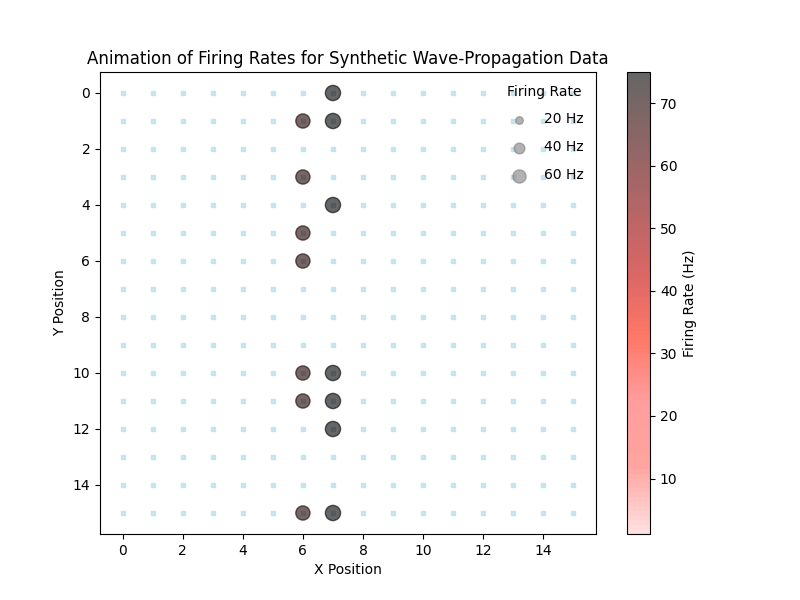 Animation of Firing Rates for Synthetic Wave-Propagation Data
Firing Rate
20 Hz
40 Hz
60 Hz
0
2
4
6
8
10
12
14
Y Position
0
2
4
6
8
10
12
14
X Position
70
60
50
40
30
20
10
Firing Rate (Hz)